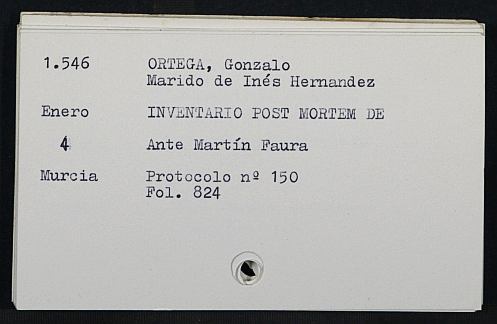 1.546 ORTEGA, Gonzalo
Marido de Inés Hernandez
Enero INVENTARIO POST MORTEM DE
4 Ante Martín Faura
Murcia Protocolo nº 150
Fol. 824